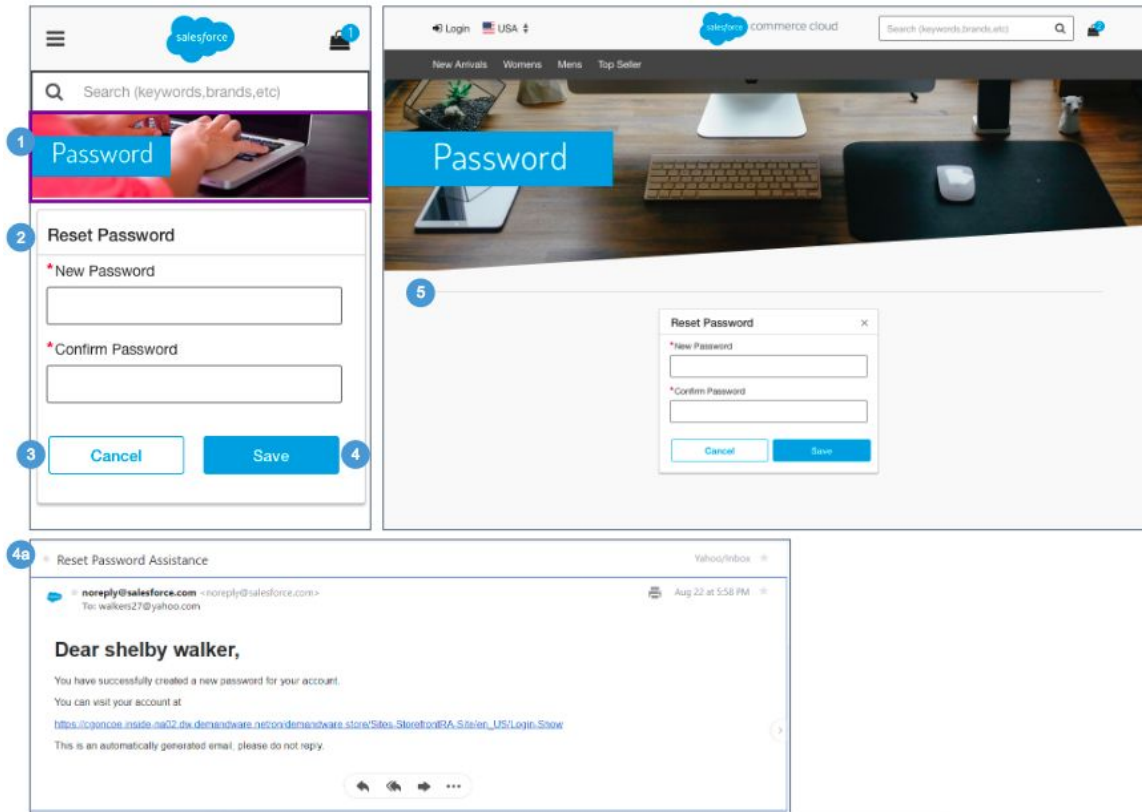 salesforce
1
Search (keywords,brands,etc)
1
Password
2
Reset Password
*New Password
*Confirm Password
3
Cancel
Save
4
Login
USA
salesforce commerce cloud
Search (keywords,brands,etc)
2
New Arrivals Womens Mens Top Seller
Password
5
Reset Password ×
*New Password
*Confirm Password
Cancel
Save
4a
Reset Password Assistance
Yahoo/Inbox
noreply@salesforce.com <noreply@salesforce.com>
Aug 22 at 5:58 PM
To: walkers27@yahoo.com
Dear shelby walker,
You have successfully created a new password for your account.
You can visit your account at
This is an automatically generated email, please do not reply.